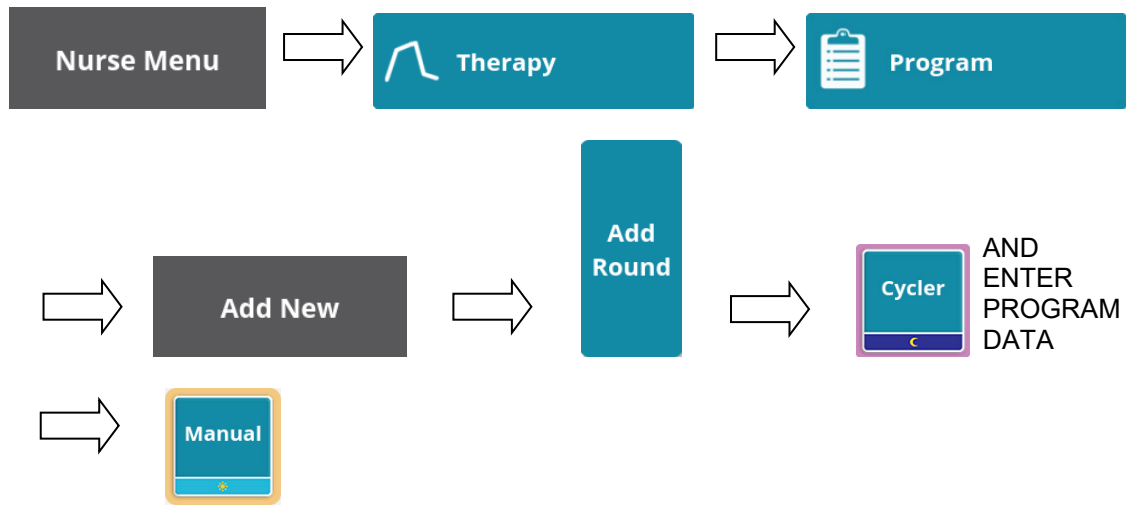 Nurse Menu
Therapy
Program
Add New
Add
Round
Cycler
AND
ENTER
PROGRAM
DATA
Manual